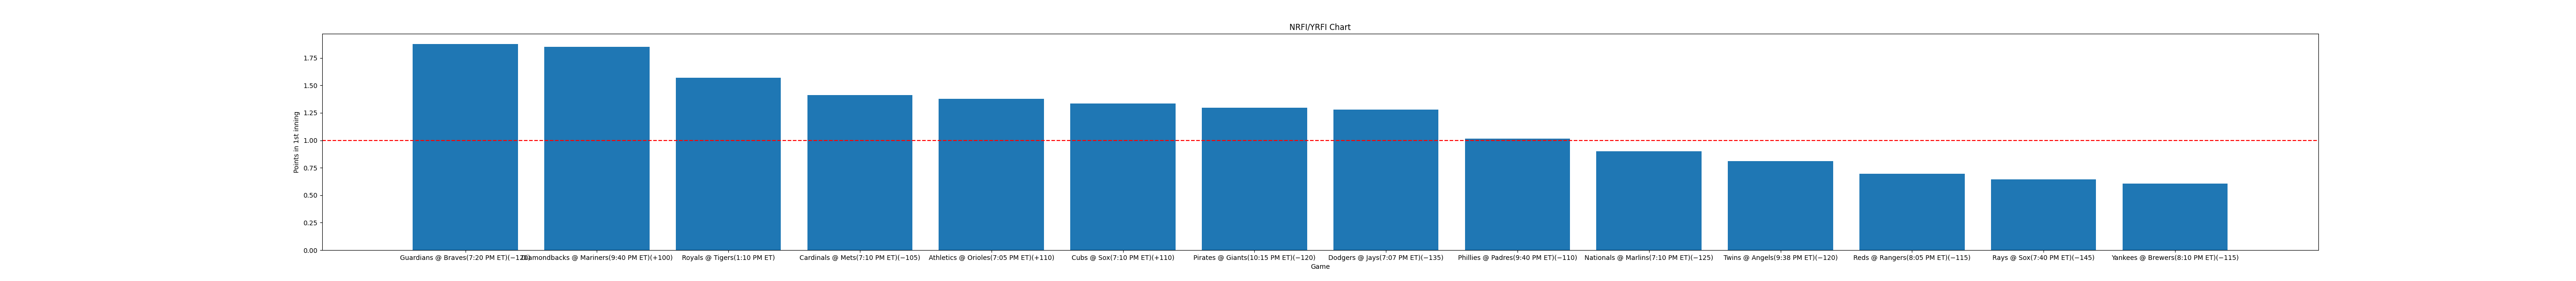 NRFI/YRFI Chart
Points in 1st inning
1.75
1.50
1.25
1.00
0.75
0.50
0.25
0.00
Guardians @ Braves(7:20 PM ET)(−120) Diamondbacks @ Mariners(9:40 PM ET)(+100) Royals @ Tigers(1:10 PM ET) Cardinals @ Mets(7:10 PM ET)(−105) Athletics @ Orioles(7:05 PM ET)(+110) Cubs @ Sox(7:10 PM ET)(+110) Pirates @ Giants(10:15 PM ET)(−120) Dodgers @ Jays(7:07 PM ET)(−135) Phillies @ Padres(9:40 PM ET)(−110) Nationals @ Marlins(7:10 PM ET)(−125) Twins @ Angels(9:38 PM ET)(−120) Reds @ Rangers(8:05 PM ET)(−115) Rays @ Sox(7:40 PM ET)(−145) Yankees @ Brewers(8:10 PM ET)(−115)
Game